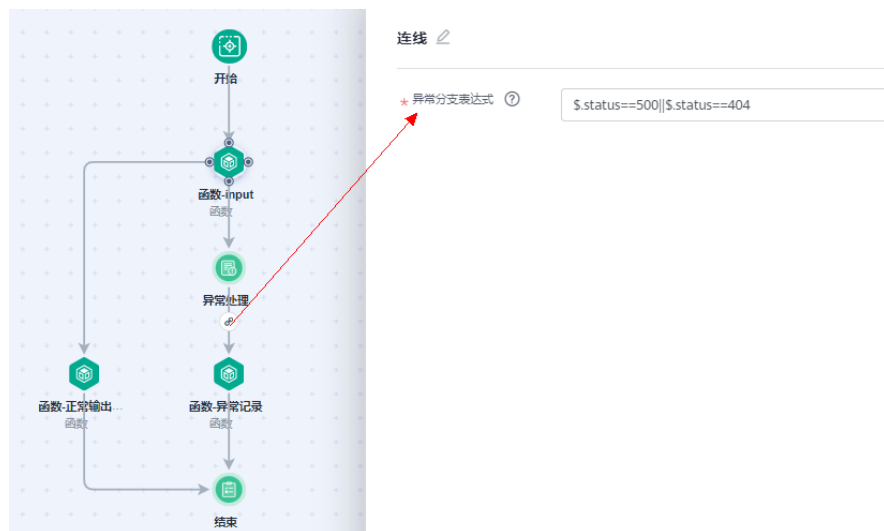 开始
函数-input
函数
异常处理
函数-正常输出...
函数
函数-异常记录
函数
结束
连线
* 异常分支表达式 ?
$.status==500||$.status==404